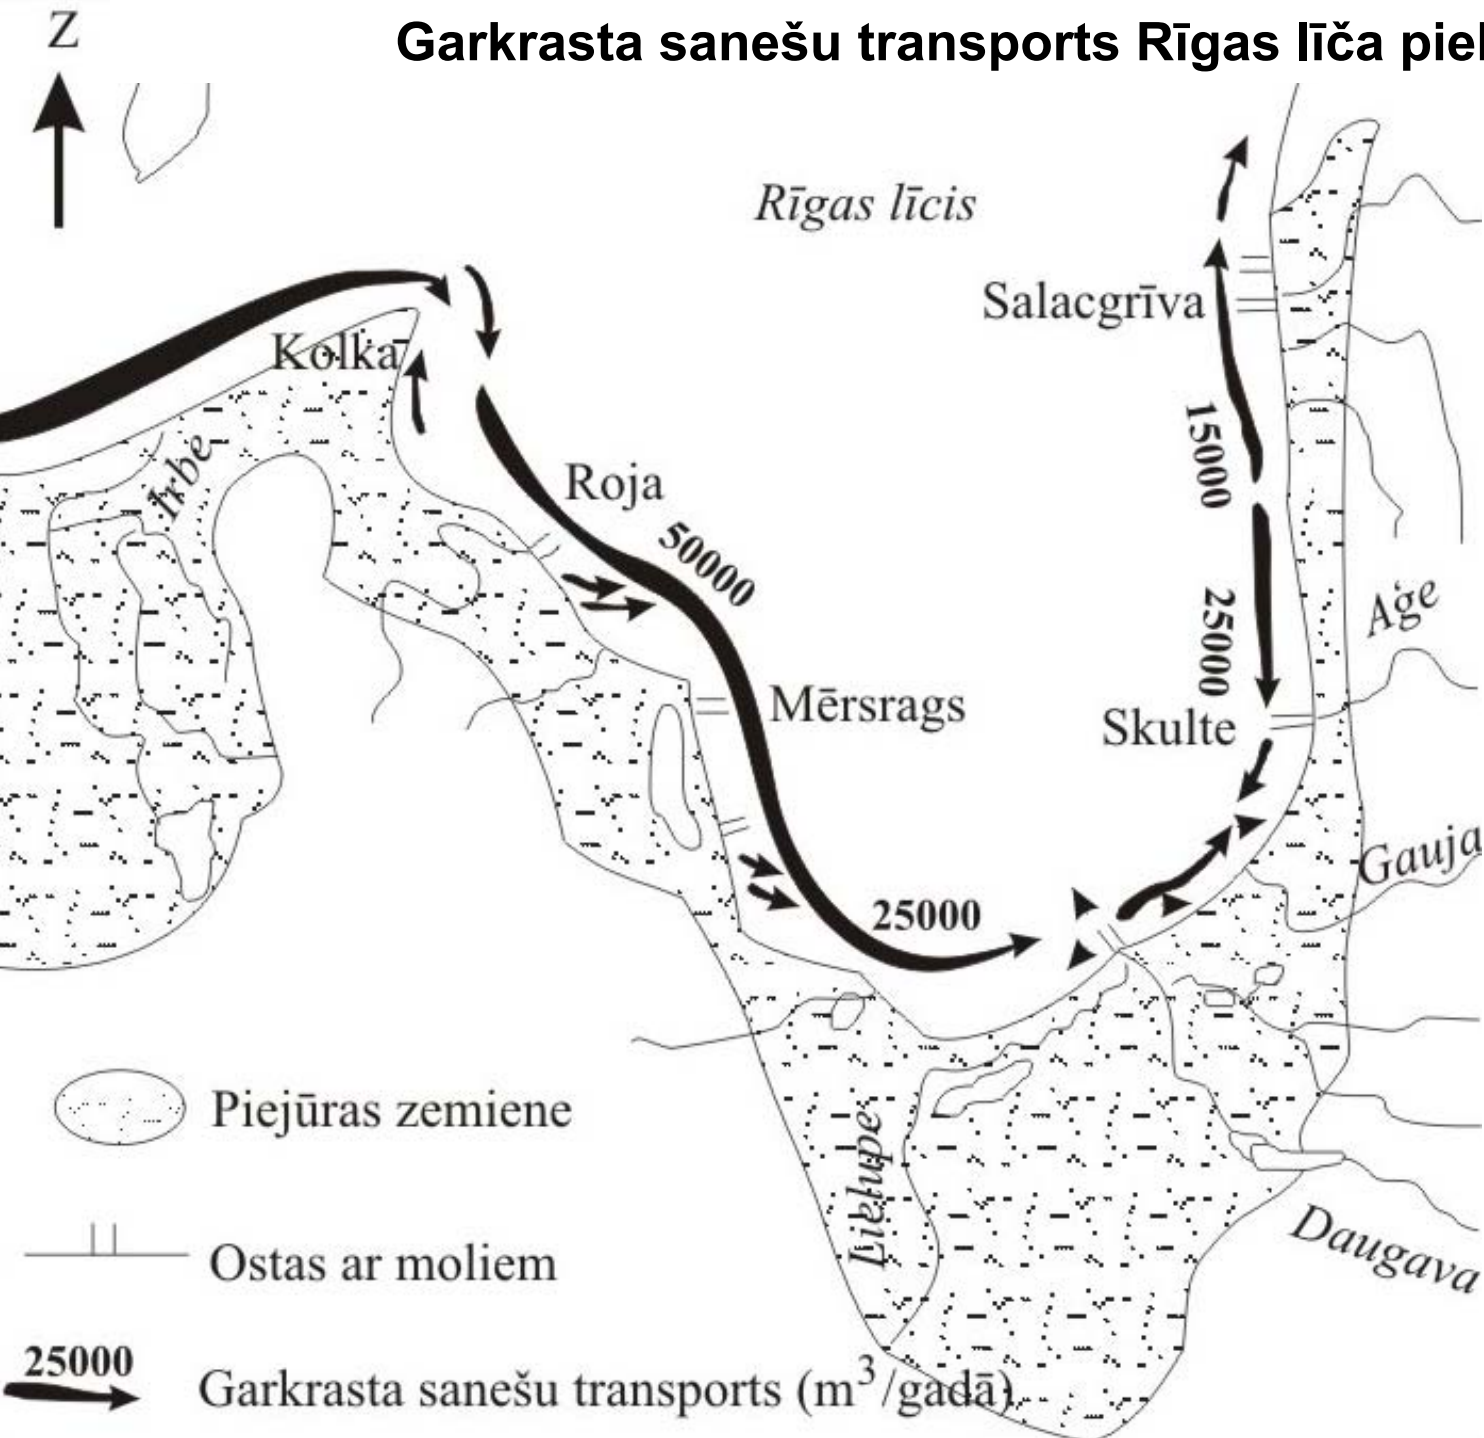 Z
Garkrasta sanešu transports Rīgas līča
Rīgas līcis
Salacgrīva
Kolka
Irbe
Roja
50000
15000
25000
Aģe
Mērsrags
Skulte
Gauja
25000
Piejūras zemiene
Lielupe
Daugava
Ostas ar moliem
25000
Garkrasta sanešu transports (m³/gadā)